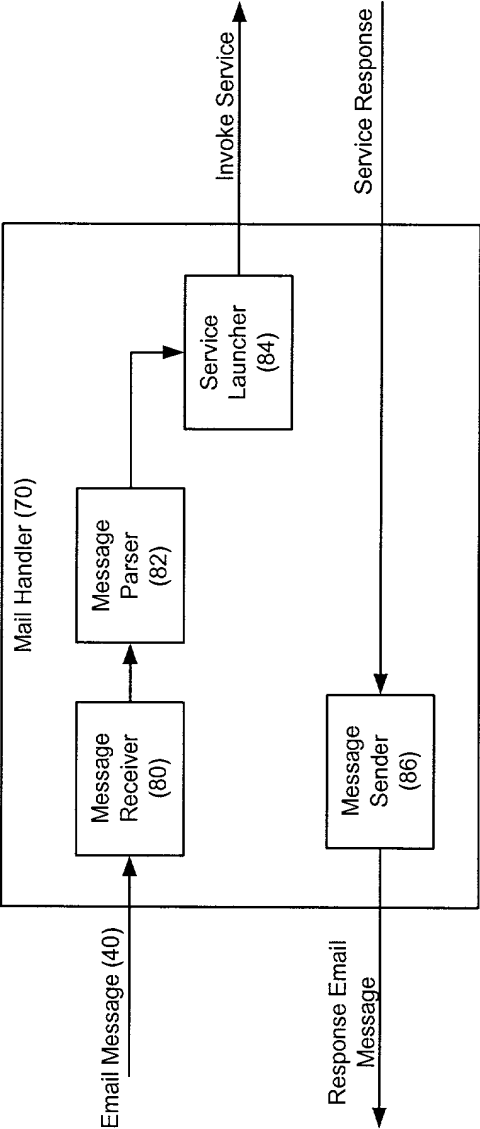 Mail Handler (70)
Email Message (40)
Message
Receiver
(80)
Message
Parser
(82)
Service
Launcher
(84)
Invoke Service
Service Response
Message
Sender
(86)
Response Email
Message